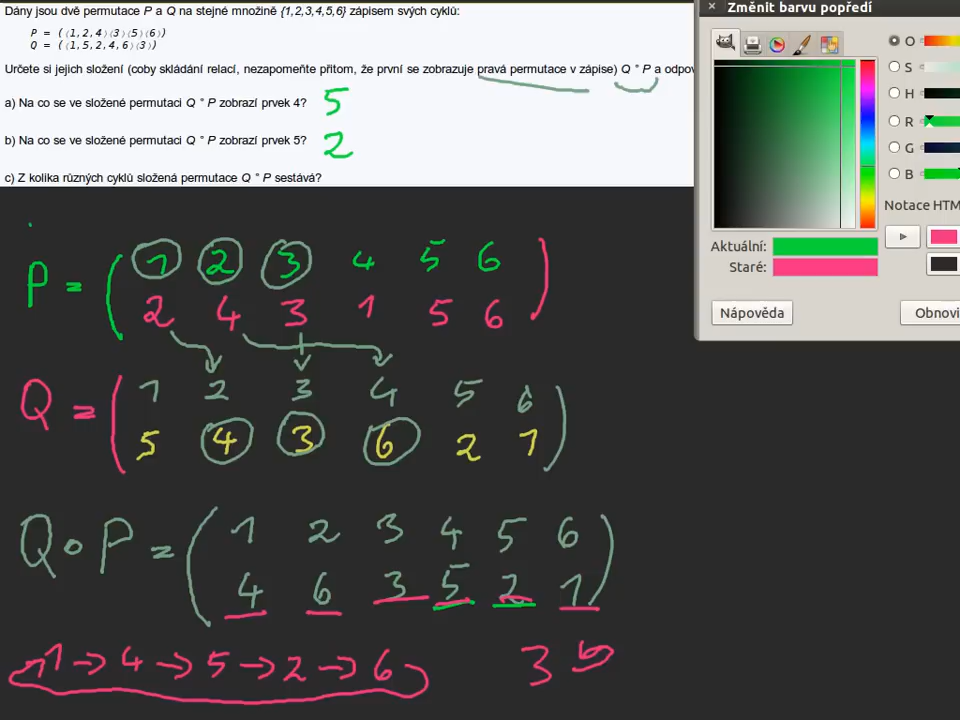 Dány jsou dvě permutace P a Q na stejné množině {1,2,3,4,5,6} zápisem svých cyklů:
P = ((1,2,4)(3)(5)(6))
Q = ((1,5,2,4,6)(3))
Určete si jejich složení (coby skládání relací, nezapomeňte přitom, že první se zobrazuje pravá permutace v zápise) Q ° P a odpov
a) Na co se ve složené permutaci Q ° P zobrazí prvek 4? 5
b) Na co se ve složené permutaci Q ° P zobrazí prvek 5? 2
c) Z kolika různých cyklů složená permutace Q ° P sestává?
Změnit barvu popředí
O
S
H
R
G
B
Notace HTM
Aktuální:
Staré:
Nápověda
Obnovi
P = ( 1 2 3 4 5 6
2 4 3 1 5 6 )
Q = ( 1 2 3 4 5 6
5 4 3 6 2 1 )
Q ∘ P = ( 1 2 3 4 5 6
4 6 3 5 2 1 )
1 → 4 → 5 → 2 → 6 3